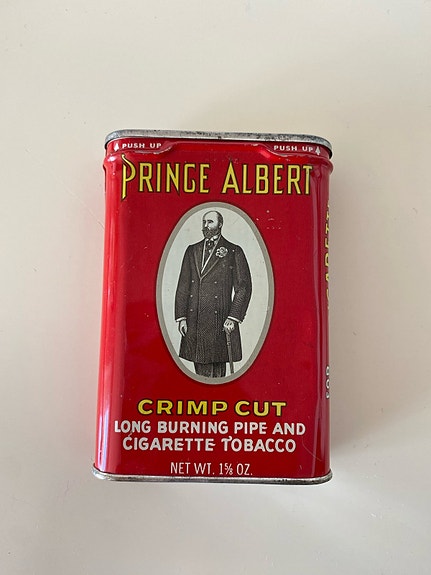 PUSH UP PUSH UP
PRINCE ALBERT
CRIMP CUT
LONG BURNING PIPE AND
CIGARETTE TOBACCO
NET WT. 1⅝ OZ.
FOR